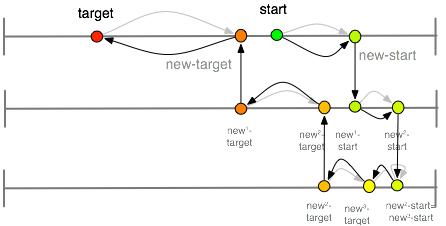 target
start
new-target
new-start
new¹-
target
new²-
target
new¹-
start
new²-
start
new²-
target
new³-
target
new²-start=
new³-start